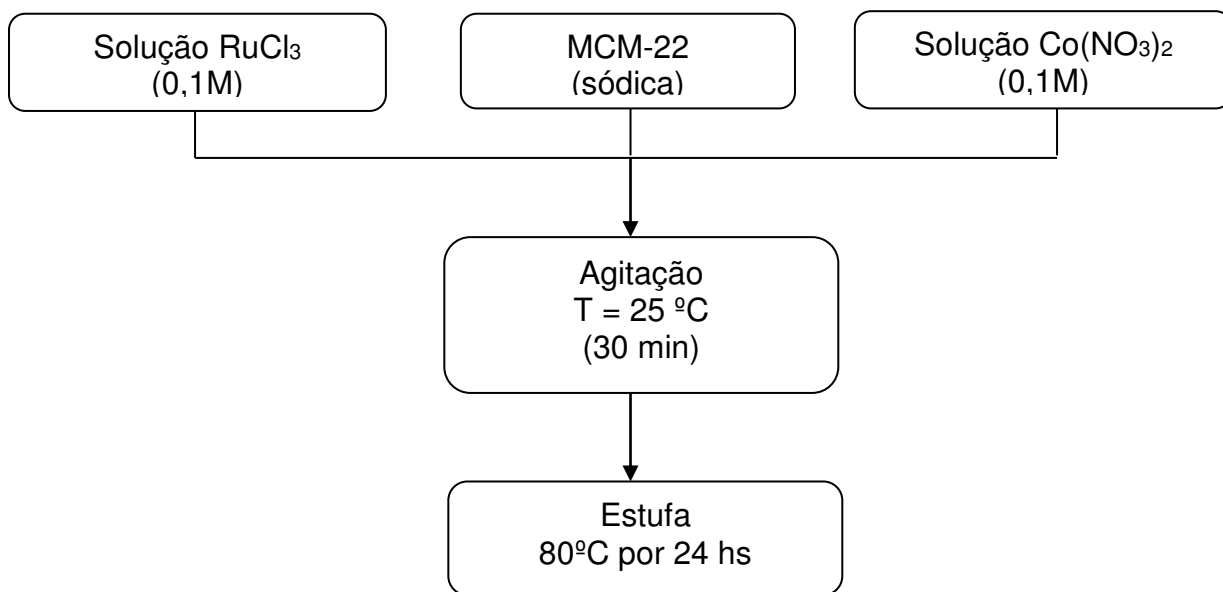 Solução RuCl₃
(0,1M)
MCM-22
(sódica)
Solução Co(NO₃)₂
(0,1M)
Agitação
T = 25 ºC
(30 min)
Estufa
80ºC por 24 hs